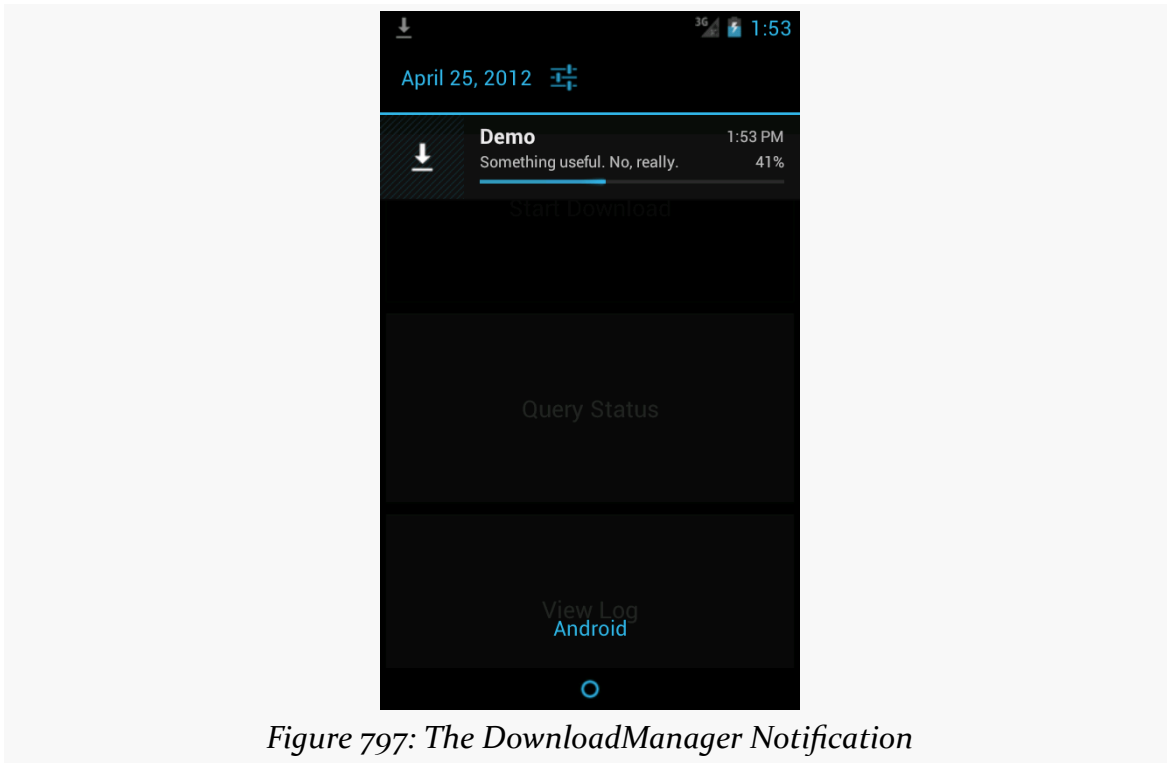 3G 1:53
April 25, 2012
Demo 1:53 PM
Something useful. No, really. 41%
Start Download
Query Status
View Log
Android
Figure 797: The DownloadManager Notification